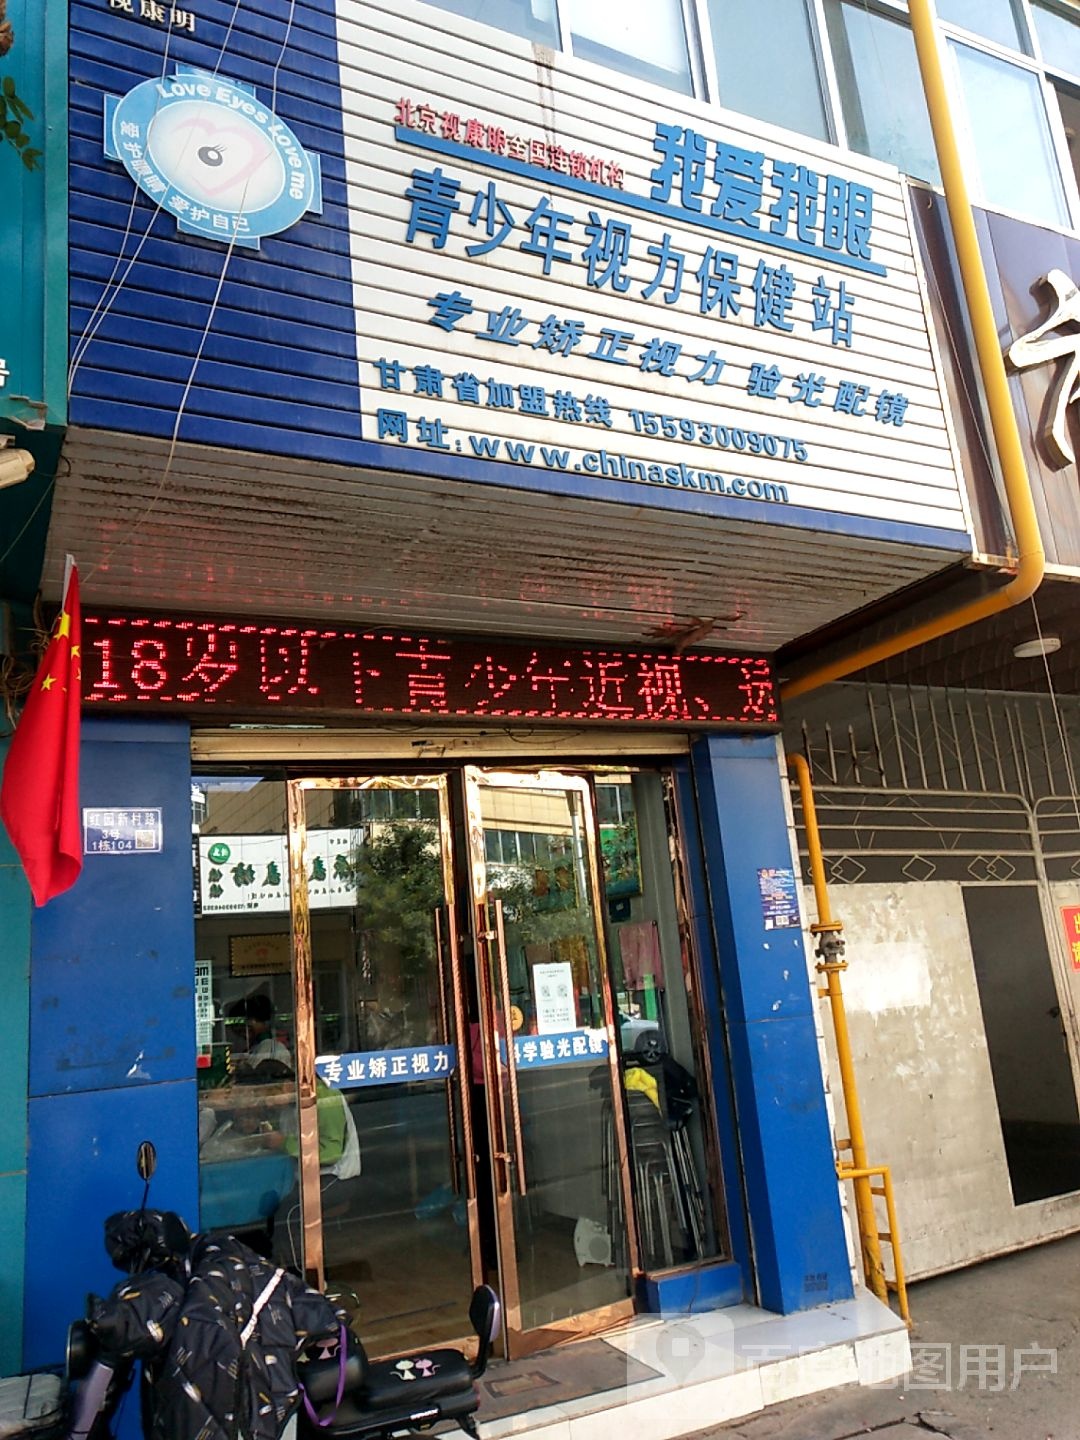 视康明
Love Eyes Love me
爱护眼睛 爱护自己
北京视康明全国连锁机构
我爱我眼
青少年视力保健站
专业矫正视力 验光配镜
甘肃省加盟热线 15593009075
网址:www.chinaskm.com
18岁以下青少年近视、
红园新村路
3号
1栋104
专业矫正视力
科学验光配镜
百度地图用户